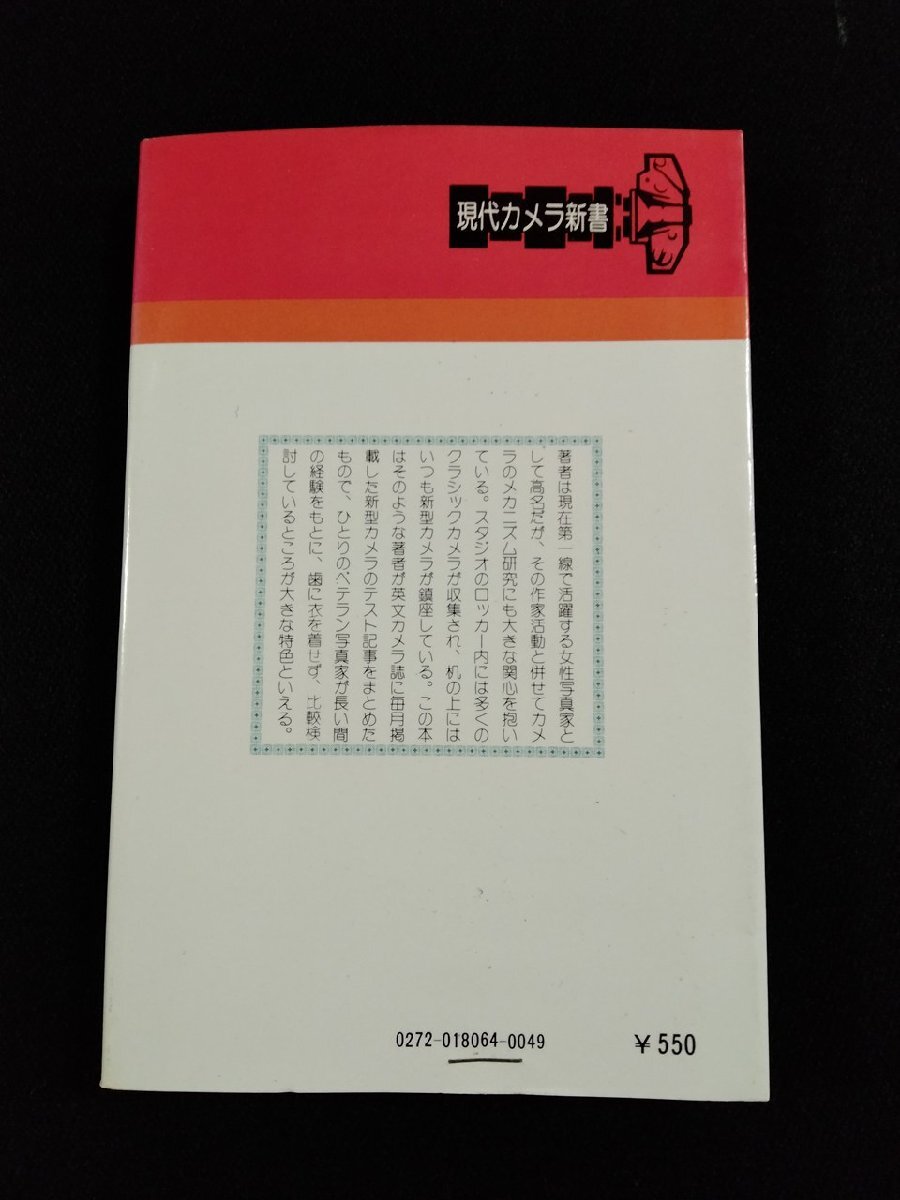 現代カメラ新書
著者は現在第一線で活躍する女性写真家と
して高名だが、その作家活動と併せてカメ
ラのメカニズム研究にも大きな関心を抱い
ている。スタジオのロッカー内には多くの
クラシックカメラが収集され、机の上には
いつも新型カメラが鎮座している。この本
はそのような著者が英文カメラ誌に毎月掲
載した新型カメラのテスト記事をまとめた
もので、ひとりのベテラン写真家が長い間
の経験をもとに、歯に衣を着せず、比較検
討しているところが大きな特色といえる。
0272-018064-0049
¥550